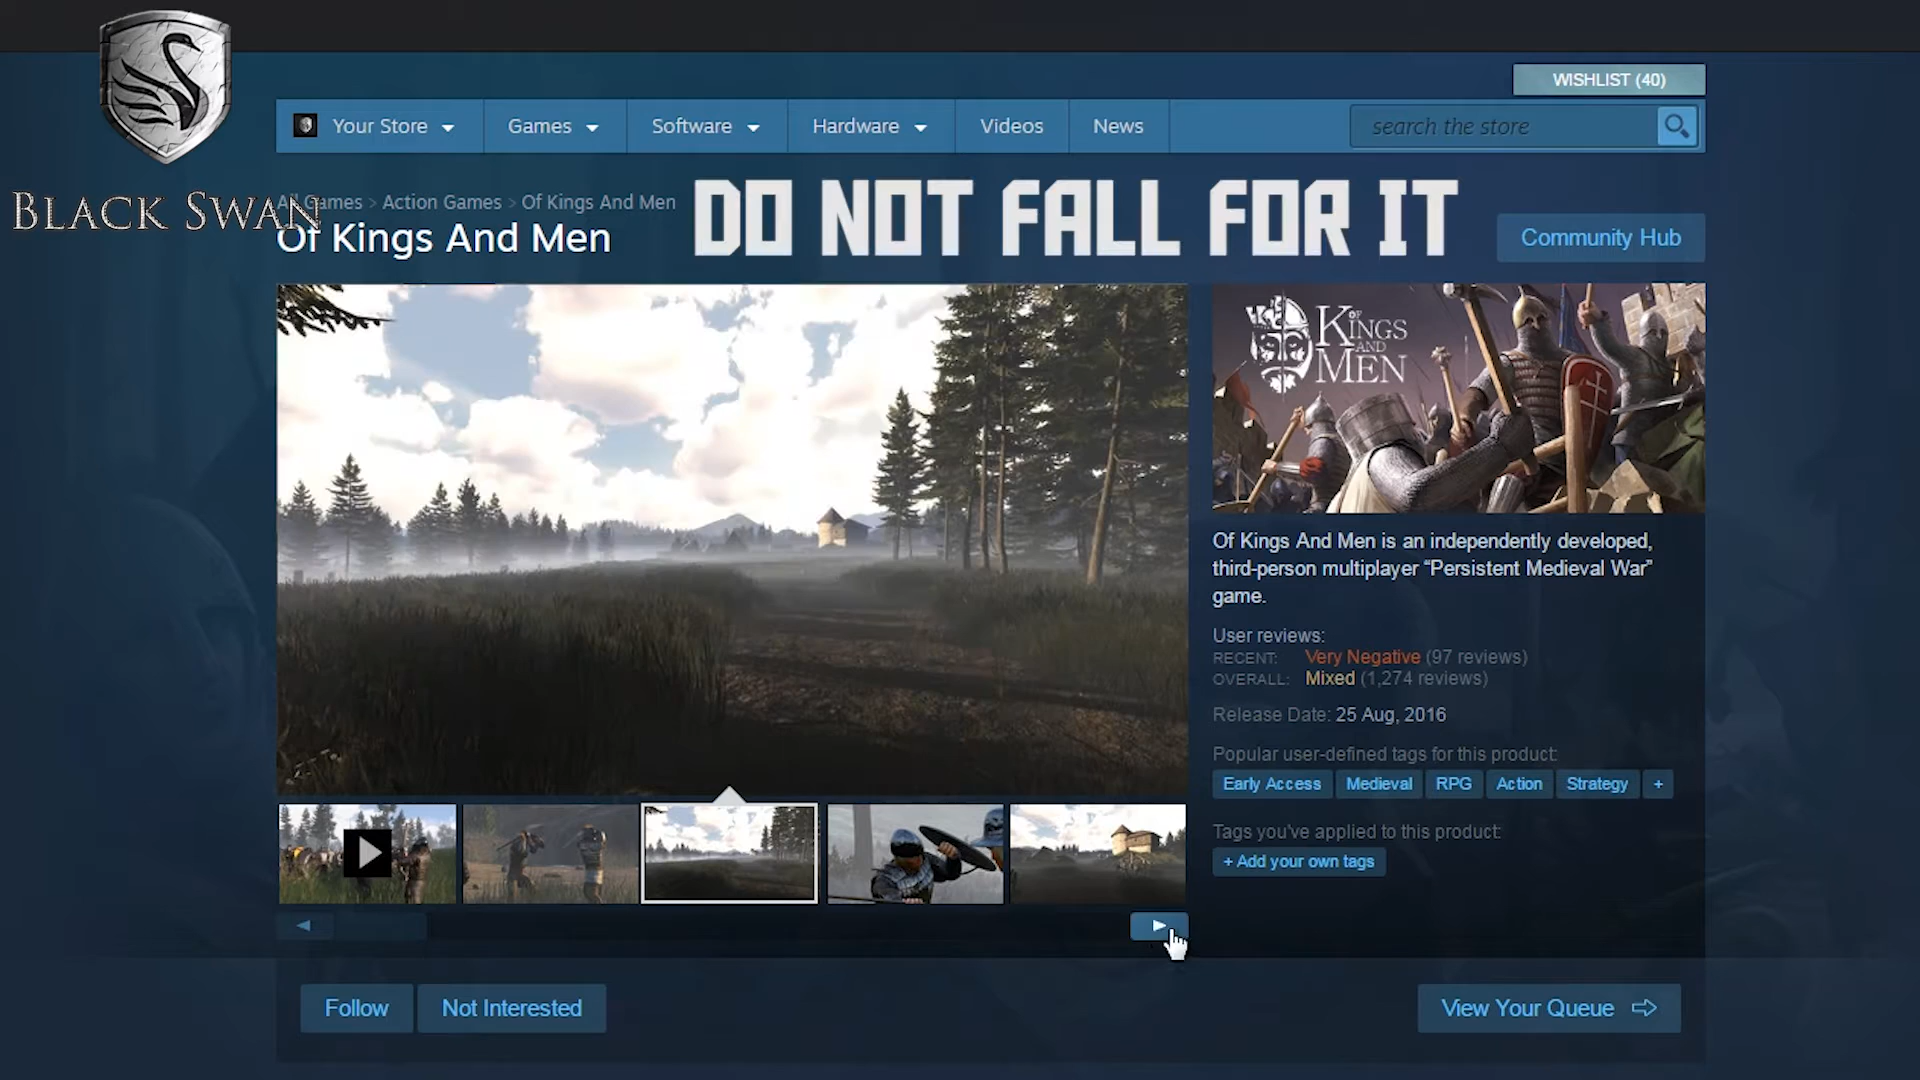 WISHLIST (40)
Your Store
Games
Software
Hardware
Videos
News
search the store
BLACK SWAN
All Games > Action Games > Of Kings And Men
Of Kings And Men
DO NOT FALL FOR IT
Community Hub
OF
KINGS
AND
MEN
Of Kings And Men is an independently developed,
third-person multiplayer “Persistent Medieval War”
game.
User reviews:
RECENT: Very Negative (97 reviews)
OVERALL: Mixed (1,274 reviews)
Release Date: 25 Aug, 2016
Popular user-defined tags for this product:
Early Access Medieval RPG Action Strategy +
Tags you've applied to this product:
+ Add your own tags
Follow
Not Interested
View Your Queue